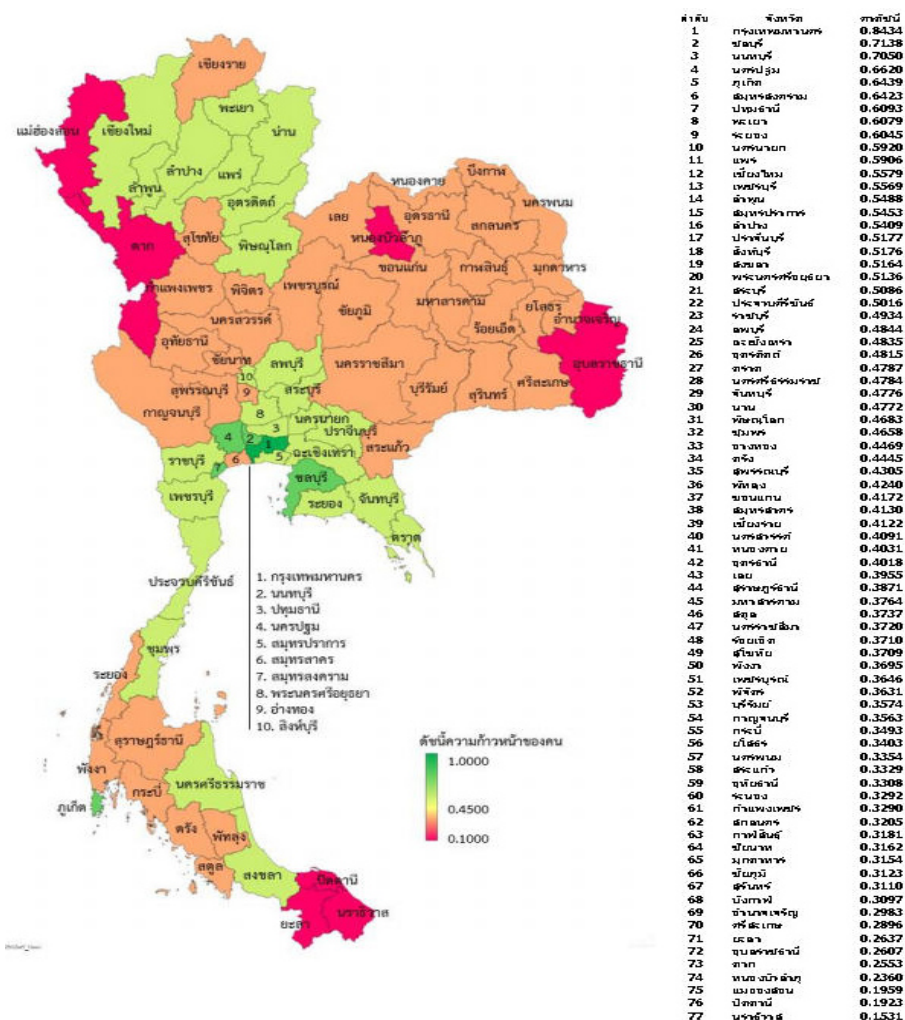 เชียงราย
พะเยา
แม่ฮ่องสอน
เชียงใหม่
น่าน
ลำปาง
แพร่
ลำพูน
อุตรดิตถ์
หนองคาย
บึงกาฬ
นครพนม
เลย
อุดรธานี
สกลนคร
ตาก
สุโขทัย
พิษณุโลก
หนองบัวลำภู
ขอนแก่น
กาฬสินธุ์
มุกดาหาร
กำแพงเพชร
พิจิตร
เพชรบูรณ์
ชัยภูมิ
มหาสารคาม
ยโสธร
อำนาจเจริญ
นครสวรรค์
ร้อยเอ็ด
อุทัยธานี
ชัยนาท
ลพบุรี
นครราชสีมา
อุบลราชธานี
สุพรรณบุรี
สระบุรี
บุรีรัมย์
สุรินทร์
ศรีสะเกษ
กาญจนบุรี
นครนายก
ปราจีนบุรี
สระแก้ว
10
9
8
3
4
2
1
5
6
7
ฉะเชิงเทรา
ราชบุรี
ชลบุรี
เพชรบุรี
ระยอง
จันทบุรี
ตราด
ประจวบคีรีขันธ์
ชุมพร
ระยอง
1. กรุงเทพมหานคร
2. นนทบุรี
3. ปทุมธานี
4. นครปฐม
5. สมุทรปราการ
6. สมุทรสาคร
7. สมุทรสงคราม
8. พระนครศรีอยุธยา
9. อ่างทอง
10. สิงห์บุรี
สุราษฎร์ธานี
พังงา
นครศรีธรรมราช
ภูเก็ต
กระบี่
ตรัง
พัทลุง
สตูล
สงขลา
ปัตตานี
ยะลา
นราธิวาส
ดัชนีความก้าวหน้าของคน
1.0000
0.4500
0.1000
ลำดับ จังหวัด ค่าดัชนี
1 กรุงเทพมหานคร 0.8434
2 ชลบุรี 0.7138
3 นนทบุรี 0.7050
4 นครปฐม 0.6620
5 ภูเก็ต 0.6439
6 สมุทรสงคราม 0.6423
7 ปทุมธานี 0.6093
8 พะเยา 0.6079
9 ระยอง 0.6045
10 นครนายก 0.5920
11 แพร่ 0.5906
12 เชียงใหม่ 0.5579
13 เพชรบุรี 0.5569
14 ลำพูน 0.5488
15 สมุทรปราการ 0.5453
16 ลำปาง 0.5409
17 ปราจีนบุรี 0.5177
18 สิงห์บุรี 0.5176
19 สงขลา 0.5164
20 พระนครศรีอยุธยา 0.5136
21 สระบุรี 0.5086
22 ประจวบคีรีขันธ์ 0.5016
23 ราชบุรี 0.4934
24 ลพบุรี 0.4844
25 ฉะเชิงเทรา 0.4835
26 อุตรดิตถ์ 0.4815
27 ตราด 0.4787
28 นครศรีธรรมราช 0.4784
29 จันทบุรี 0.4776
30 น่าน 0.4772
31 พิษณุโลก 0.4683
32 ชุมพร 0.4658
33 อ่างทอง 0.4469
34 ตรัง 0.4445
35 สุพรรณบุรี 0.4305
36 พัทลุง 0.4240
37 ขอนแก่น 0.4172
38 สมุทรสาคร 0.4130
39 เชียงราย 0.4122
40 นครสวรรค์ 0.4091
41 หนองคาย 0.4031
42 อุดรธานี 0.4018
43 เลย 0.3955
44 สุราษฎร์ธานี 0.3871
45 มหาสารคาม 0.3764
46 สตูล 0.3737
47 นครราชสีมา 0.3720
48 ร้อยเอ็ด 0.3710
49 สุโขทัย 0.3709
50 พังงา 0.3695
51 เพชรบูรณ์ 0.3646
52 พิจิตร 0.3631
53 บุรีรัมย์ 0.3574
54 กาญจนบุรี 0.3563
55 กระบี่ 0.3493
56 ยโสธร 0.3403
57 นครพนม 0.3354
58 สระแก้ว 0.3329
59 อุทัยธานี 0.3308
60 ระนอง 0.3292
61 กำแพงเพชร 0.3290
62 สกลนคร 0.3205
63 กาฬสินธุ์ 0.3181
64 ชัยนาท 0.3162
65 มุกดาหาร 0.3154
66 ชัยภูมิ 0.3123
67 สุรินทร์ 0.3110
68 บึงกาฬ 0.3097
69 อำนาจเจริญ 0.2983
70 ศรีสะเกษ 0.2896
71 ยะลา 0.2637
72 อุบลราชธานี 0.2607
73 ตาก 0.2553
74 หนองบัวลำภู 0.2360
75 แม่ฮ่องสอน 0.1959
76 ปัตตานี 0.1923
77 นราธิวาส 0.1531